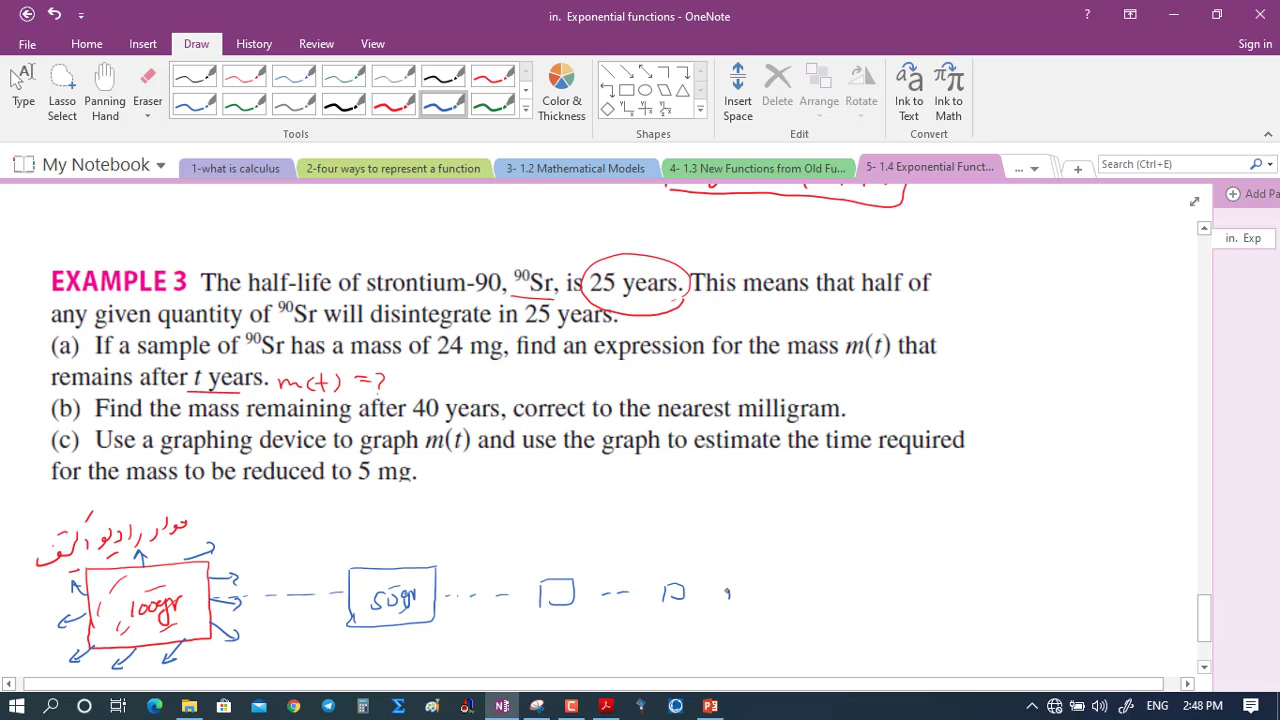 in. Exponential functions - OneNote
Sign in
File Home Insert Draw History Review View
Type
Lasso Select
Panning Hand
Eraser
Color & Thickness
Insert Space
Delete
Arrange
Rotate
Ink to Text
Ink to Math
Tools
Shapes
Edit
Convert
My Notebook
1-what is calculus
2-four ways to represent a function
3- 1.2 Mathematical Models
4- 1.3 New Functions from Old Fu...
5- 1.4 Exponential Funct...
...
Search (Ctrl+E)
Add Pa
in. Exp
EXAMPLE 3 The half-life of strontium-90, ⁹⁰Sr, is 25 years. This means that half of
any given quantity of ⁹⁰Sr will disintegrate in 25 years.
(a) If a sample of ⁹⁰Sr has a mass of 24 mg, find an expression for the mass m(t) that
remains after t years. m(t) = ?
(b) Find the mass remaining after 40 years, correct to the nearest milligram.
(c) Use a graphing device to graph m(t) and use the graph to estimate the time required
for the mass to be reduced to 5 mg.
مواد رادیو أکتیف
100gr
50gr
ENG
2:48 PM